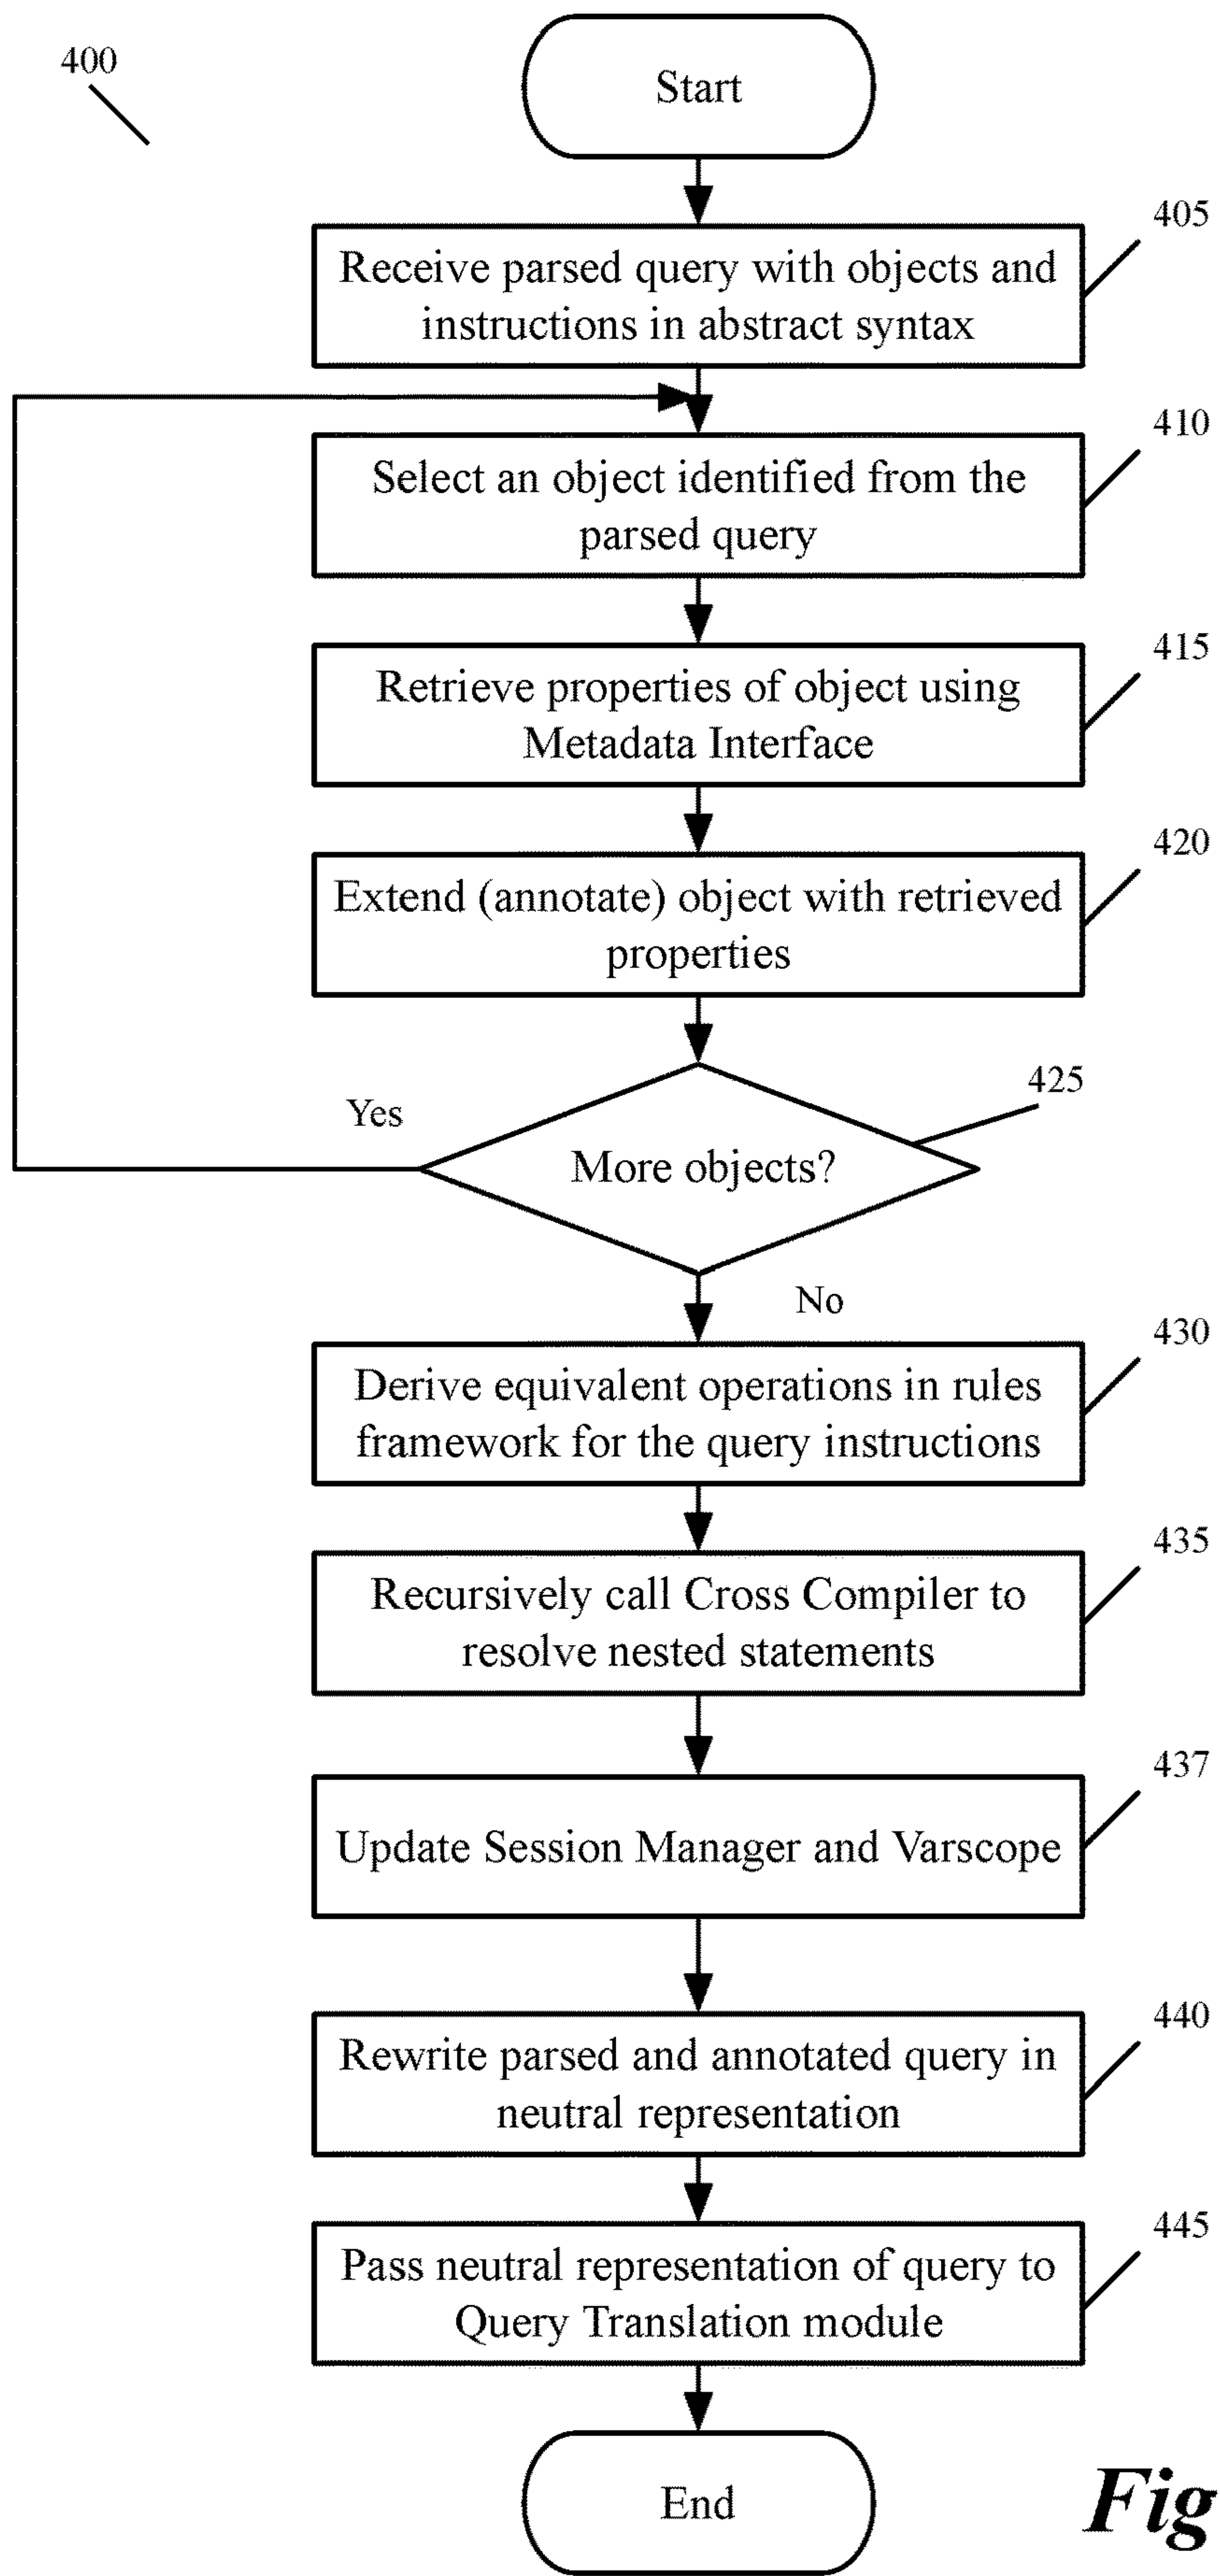 400
Start
405
Receive parsed query with objects and
instructions in abstract syntax
410
Select an object identified from the
parsed query
415
Retrieve properties of object using
Metadata Interface
420
Extend (annotate) object with retrieved
properties
425
Yes
More objects?
No
430
Derive equivalent operations in rules
framework for the query instructions
435
Recursively call Cross Compiler to
resolve nested statements
437
Update Session Manager and Varscope
440
Rewrite parsed and annotated query in
neutral representation
445
Pass neutral representation of query to
Query Translation module
End
Fig